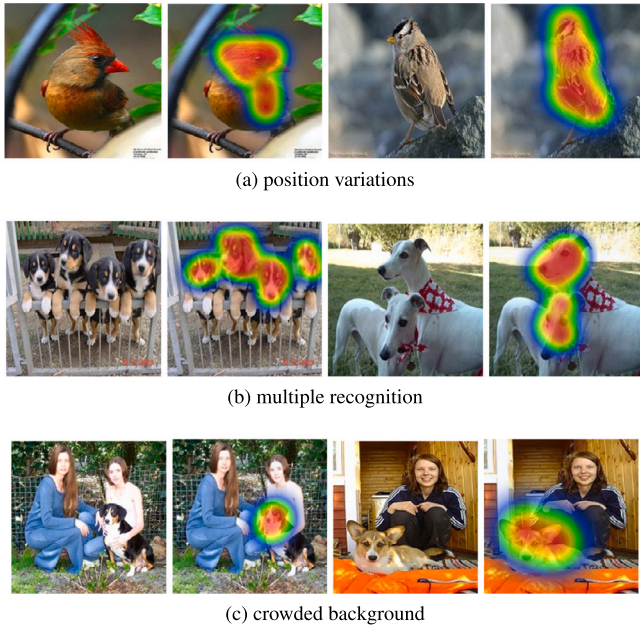 (a) position variations
(b) multiple recognition
(c) crowded background